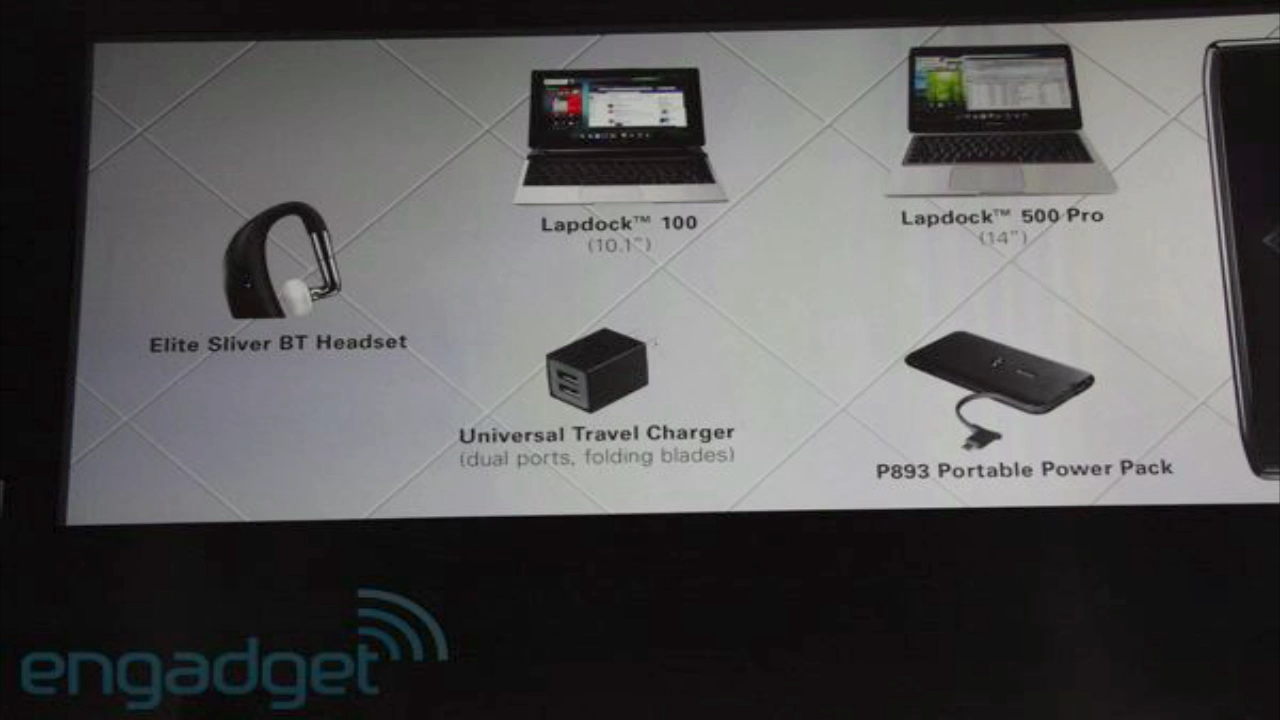 Lapdock™ 100
(10.1")
Lapdock™ 500 Pro
(14")
Elite Sliver BT Headset
Universal Travel Charger
(dual ports, folding blades)
P893 Portable Power Pack
engadget